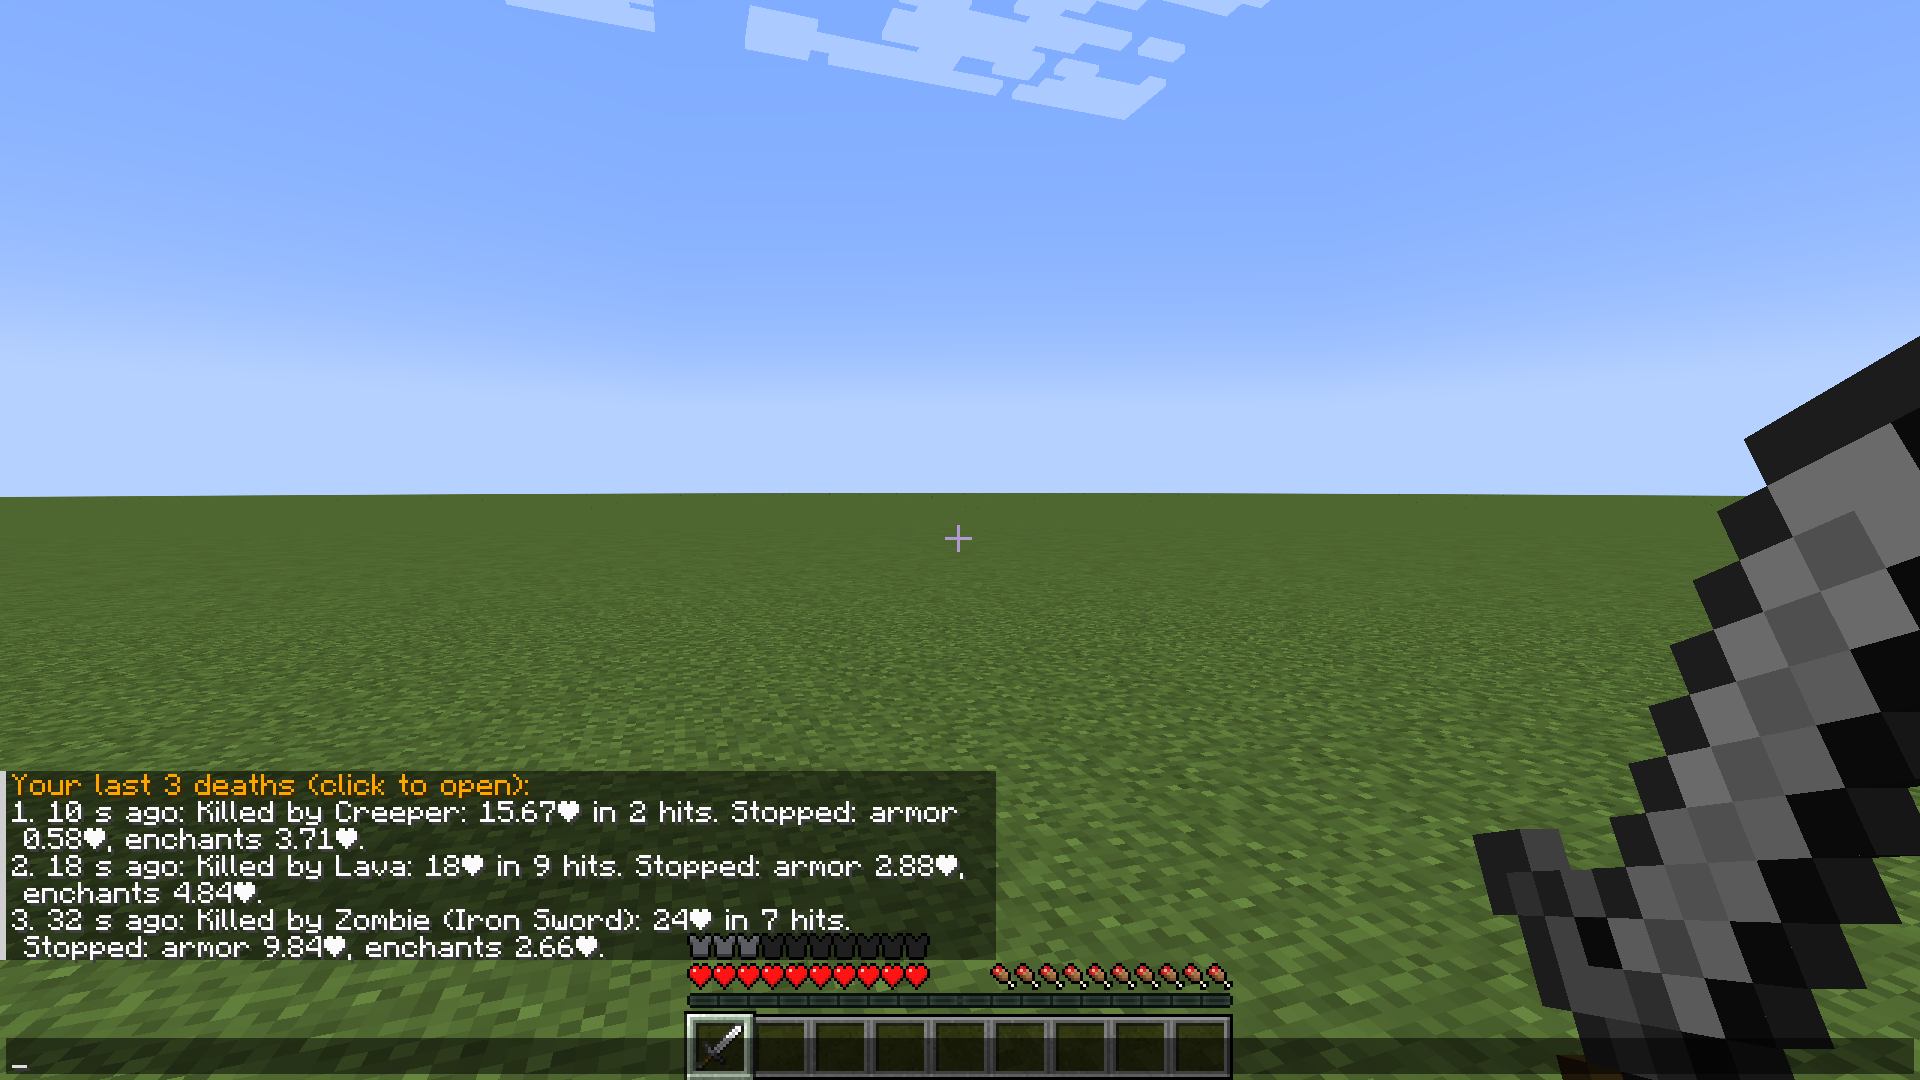 Your last 3 deaths (click to open):
1. 10 s ago: Killed by Creeper: 15.67♥ in 2 hits. Stopped: armor
0.58♥, enchants 3.71♥.
2. 18 s ago: Killed by Lava: 18♥ in 9 hits. Stopped: armor 2.88♥,
enchants 4.84♥.
3. 32 s ago: Killed by Zombie (Iron Sword): 24♥ in 7 hits.
Stopped: armor 9.84♥, enchants 2.66♥.
_